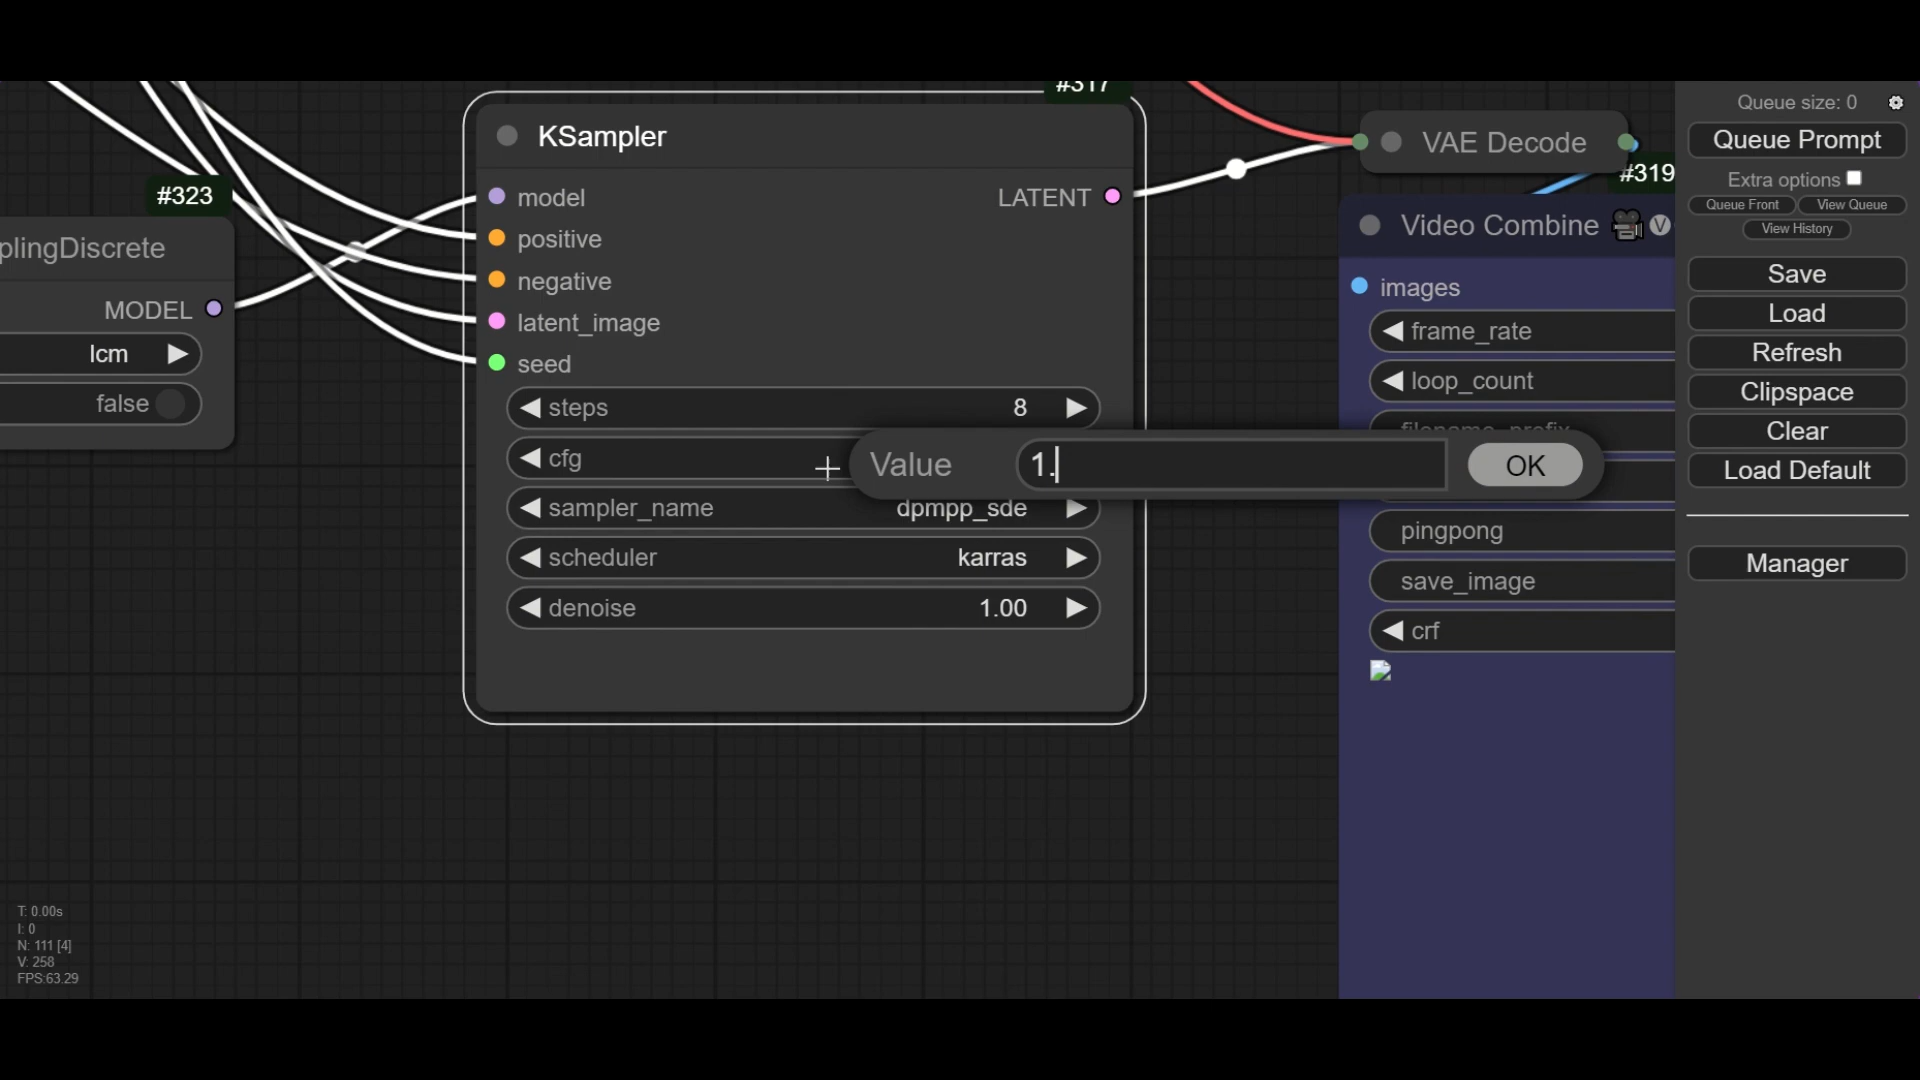 #317
KSampler
model
LATENT
positive
negative
latent_image
seed
steps 8
cfg
sampler_name dpmpp_sde
scheduler karras
denoise 1.00
Value 1. OK
#323
plingDiscrete
MODEL
lcm
false
VAE Decode
#319
Video Combine
images
frame_rate
loop_count
filename_prefix
pingpong
save_image
crf
Queue size: 0
Queue Prompt
Extra options
Queue Front
View Queue
View History
Save
Load
Refresh
Clipspace
Clear
Load Default
Manager
T: 0.00s
I: 0
N: 111 [4]
V: 258
FPS:63.29